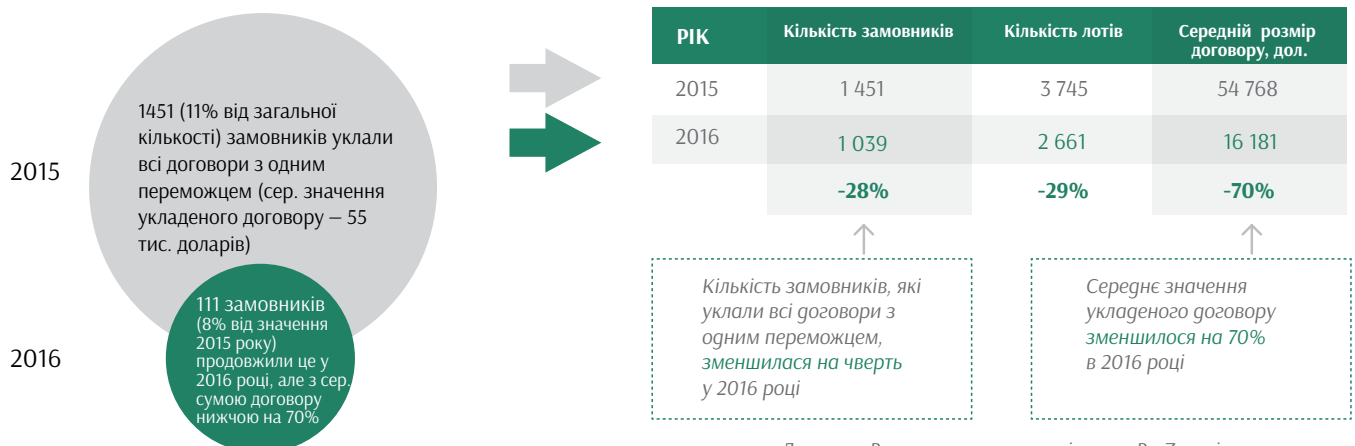 2015
1451 (11% від загальної
кількості) замовників уклали
всі договори з одним
переможцем (сер. значення
укладеного договору – 55
тис. доларів)
2016
111 замовників
(8% від значення
2015 року)
продовжили це у
2016 році, але з сер.
сумою договору
нижчою на 70%
РІК Кількість замовників Кількість лотів Середній розмір
договору, дол.
2015 1 451 3 745 54 768
2016 1 039 2 661 16 181
-28% -29% -70%
Кількість замовників, які
уклали всі договори з
одним переможцем,
зменшилася на чверть
у 2016 році
Середнє значення
укладеного договору
зменшилося на 70%
в 2016 році